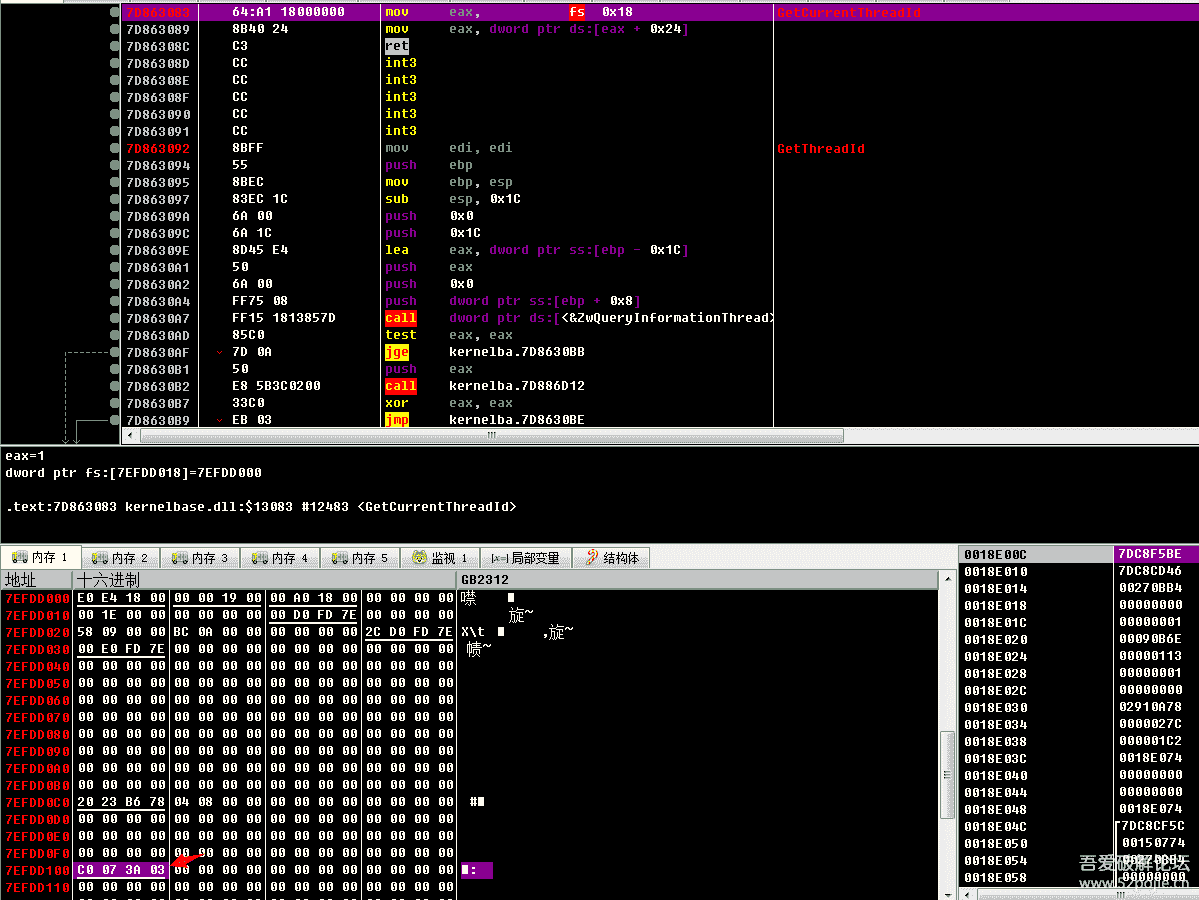 7D863083 64:A1 18000000 mov eax, fs 0x18 GetCurrentThreadId
7D863089 8B40 24 mov eax, dword ptr ds:[eax + 0x24]
7D86308C C3 ret
7D86308D CC int3
7D86308E CC int3
7D86308F CC int3
7D863090 CC int3
7D863091 CC int3
7D863092 8BFF mov edi, edi GetThreadId
7D863094 55 push ebp
7D863095 8BEC mov ebp, esp
7D863097 83EC 1C sub esp, 0x1C
7D86309A 6A 00 push 0x0
7D86309C 6A 1C push 0x1C
7D86309E 8D45 E4 lea eax, dword ptr ss:[ebp - 0x1C]
7D8630A1 50 push eax
7D8630A2 6A 00 push 0x0
7D8630A4 FF75 08 push dword ptr ss:[ebp + 0x8]
7D8630A7 FF15 1813857D call dword ptr ds:[<&ZwQueryInformationThread>
7D8630AD 85C0 test eax, eax
7D8630AF 7D 0A jge kernelba.7D8630BB
7D8630B1 50 push eax
7D8630B2 E8 5B3C0200 call kernelba.7D886D12
7D8630B7 33C0 xor eax, eax
7D8630B9 EB 03 jmp kernelba.7D8630BE
eax=1
dword ptr fs:[7EFDD018]=7EFDD000
.text:7D863083 kernelbase.dll:$13083 #12483 <GetCurrentThreadId>
内存 1 内存 2 内存 3 内存 4 内存 5 监视 1 [x=] 局部变量 结构体
地址 十六进制 GB2312
7EFDD000 E0 E4 18 00 00 00 19 00 00 A0 18 00 00 00 00 00 噤
7EFDD010 00 1E 00 00 00 00 00 00 00 D0 FD 7E 00 00 00 00 旋~
7EFDD020 58 09 00 00 BC 0A 00 00 00 00 00 00 2C D0 FD 7E X\t ,旋~
7EFDD030 00 E0 FD 7E 00 00 00 00 00 00 00 00 00 00 00 00 帻~
7EFDD040 00 00 00 00 00 00 00 00 00 00 00 00 00 00 00 00
7EFDD050 00 00 00 00 00 00 00 00 00 00 00 00 00 00 00 00
7EFDD060 00 00 00 00 00 00 00 00 00 00 00 00 00 00 00 00
7EFDD070 00 00 00 00 00 00 00 00 00 00 00 00 00 00 00 00
7EFDD080 00 00 00 00 00 00 00 00 00 00 00 00 00 00 00 00
7EFDD090 00 00 00 00 00 00 00 00 00 00 00 00 00 00 00 00
7EFDD0A0 00 00 00 00 00 00 00 00 00 00 00 00 00 00 00 00
7EFDD0B0 00 00 00 00 00 00 00 00 00 00 00 00 00 00 00 00
7EFDD0C0 20 23 B6 78 04 08 00 00 00 00 00 00 00 00 00 00 #
7EFDD0D0 00 00 00 00 00 00 00 00 00 00 00 00 00 00 00 00
7EFDD0E0 00 00 00 00 00 00 00 00 00 00 00 00 00 00 00 00
7EFDD0F0 00 00 00 00 00 00 00 00 00 00 00 00 00 00 00 00
7EFDD100 C0 07 3A 03 00 00 00 00 00 00 00 00 00 00 00 00 :
7EFDD110 00 00 00 00 00 00 00 00 00 00 00 00 00 00 00 00
0018E00C 7DC8F5BE
0018E010 7DC8CD46
0018E014 00270BB4
0018E018 00000000
0018E01C 00000001
0018E020 00090B6E
0018E024 00000113
0018E028 00000001
0018E02C 00000000
0018E030 02910A78
0018E034 0000027C
0018E038 000001C2
0018E03C 0018E074
0018E040 00000000
0018E044 00000000
0018E048 0018E074
0018E04C 7DC8CF5C
0018E050 00150774
0018E054
0018E058 00000000
吾爱破解论坛
www.52pojie.cn